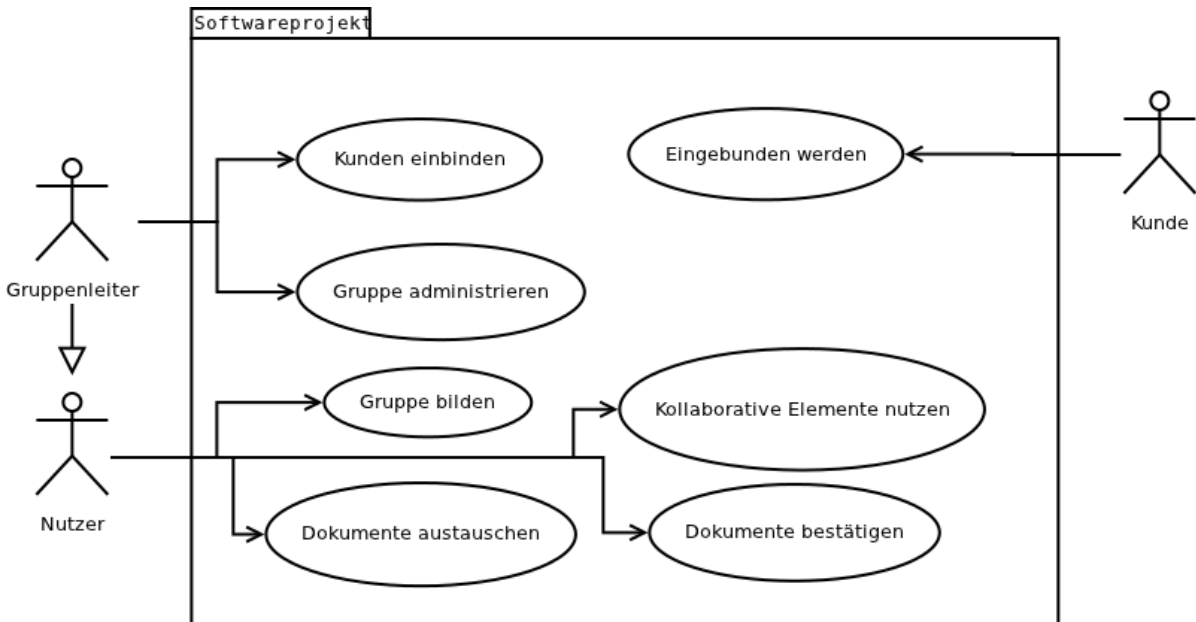 Softwareprojekt
Kunden einbinden
Eingebunden werden
Kunde
Gruppenleiter
Gruppe administrieren
Gruppe bilden
Kollaborative Elemente nutzen
Nutzer
Dokumente austauschen
Dokumente bestätigen